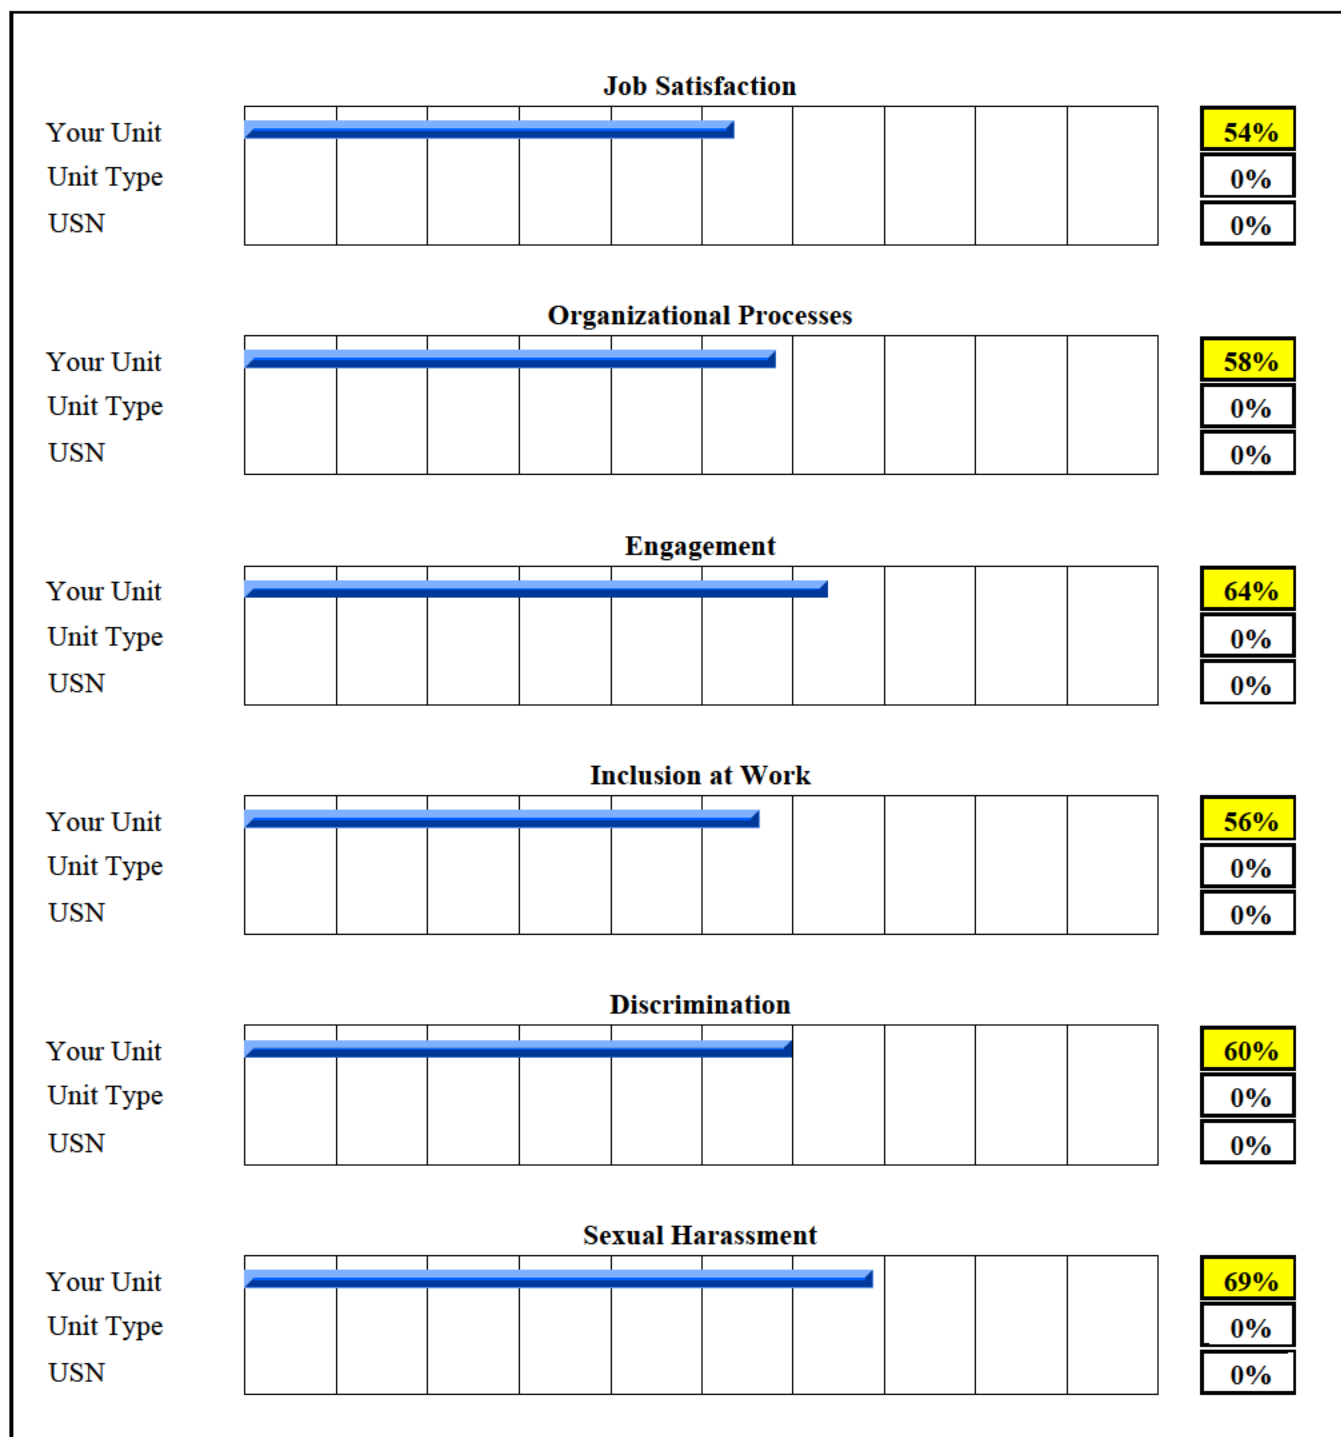 Job Satisfaction
Your Unit 54%
Unit Type 0%
USN 0%
Organizational Processes
Your Unit 58%
Unit Type 0%
USN 0%
Engagement
Your Unit 64%
Unit Type 0%
USN 0%
Inclusion at Work
Your Unit 56%
Unit Type 0%
USN 0%
Discrimination
Your Unit 60%
Unit Type 0%
USN 0%
Sexual Harassment
Your Unit 69%
Unit Type 0%
USN 0%